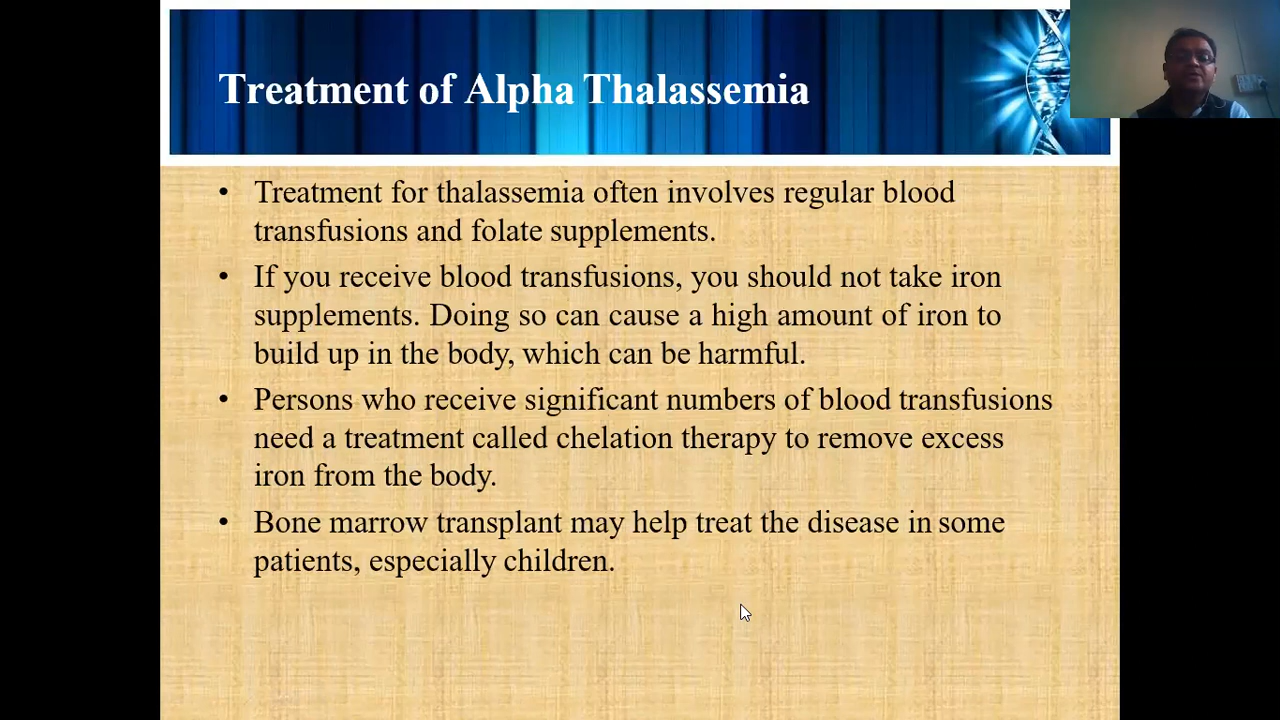 Treatment of Alpha Thalassemia
• Treatment for thalassemia often involves regular blood
transfusions and folate supplements.
• If you receive blood transfusions, you should not take iron
supplements. Doing so can cause a high amount of iron to
build up in the body, which can be harmful.
• Persons who receive significant numbers of blood transfusions
need a treatment called chelation therapy to remove excess
iron from the body.
• Bone marrow transplant may help treat the disease in some
patients, especially children.